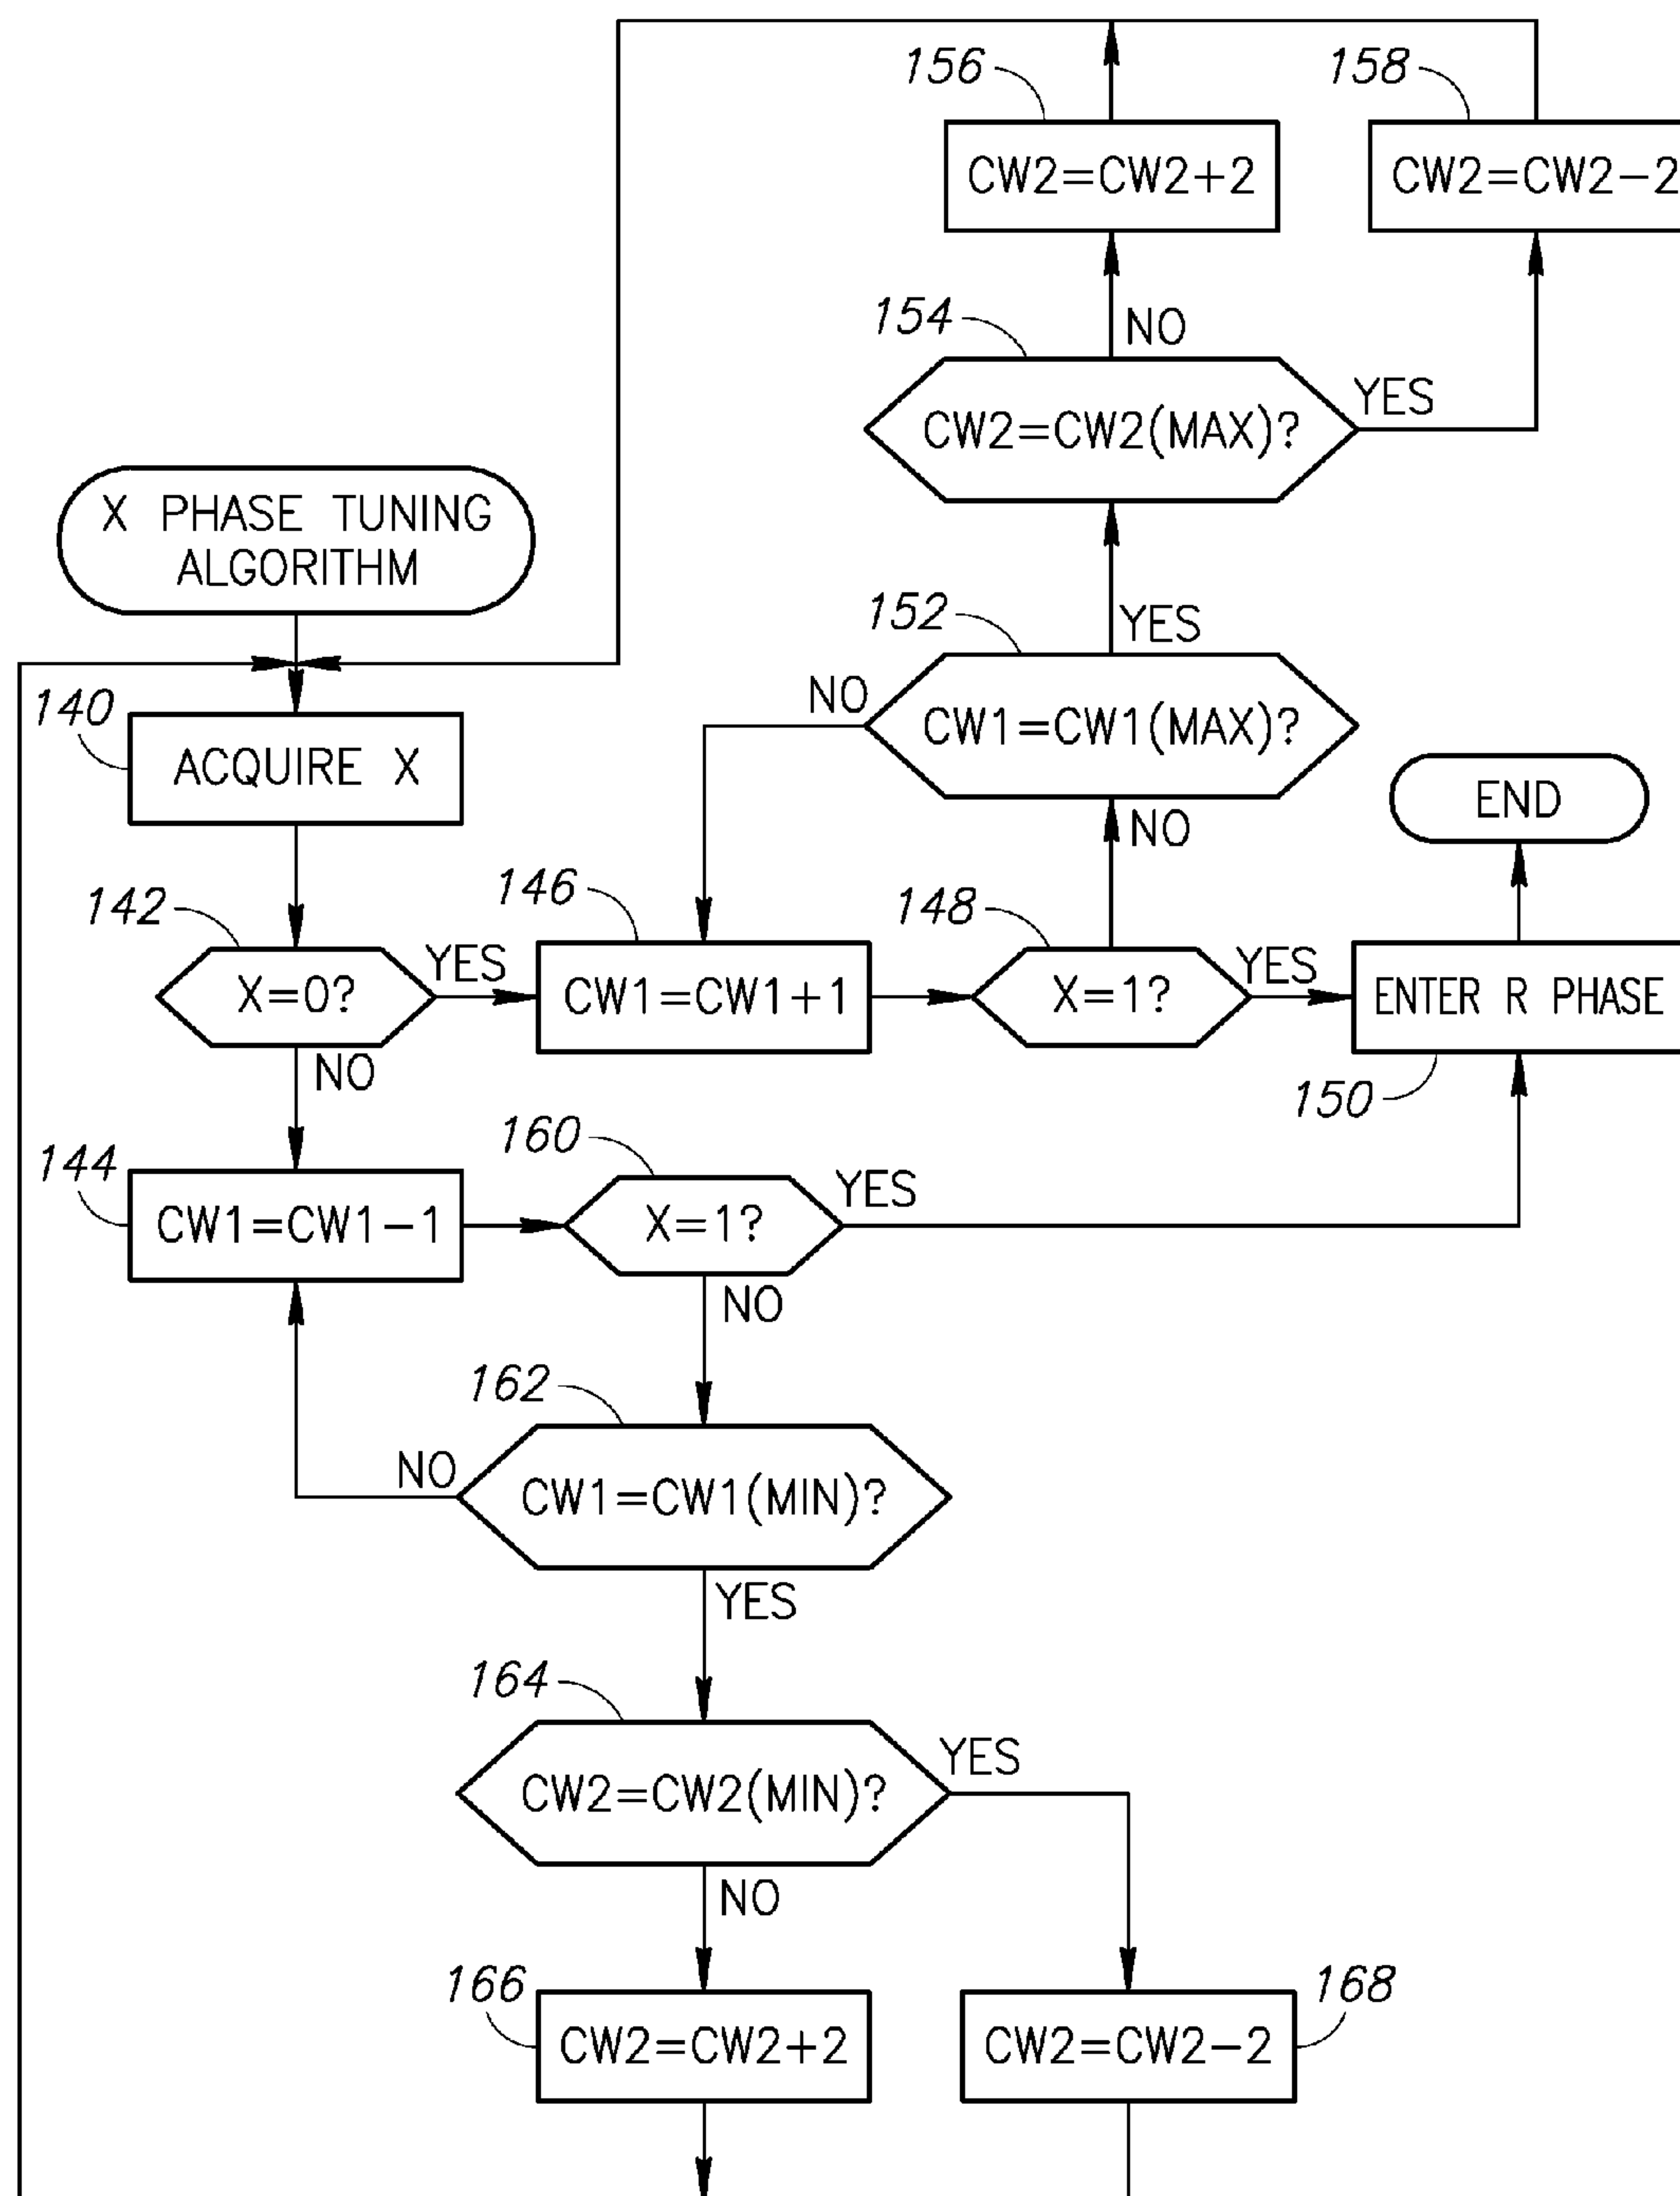 156
158
CW2=CW2+2
CW2=CW2-2
154
NO
CW2=CW2(MAX)?
YES
X PHASE TUNING
ALGORITHM
152
YES
NO
CW1=CW1(MAX)?
140
ACQUIRE X
END
NO
142
146
148
X=0?
YES
CW1=CW1+1
X=1?
YES
ENTER R PHASE
NO
150
144
160
CW1=CW1-1
X=1?
YES
NO
162
NO
CW1=CW1(MIN)?
YES
164
CW2=CW2(MIN)?
YES
NO
166
168
CW2=CW2+2
CW2=CW2-2